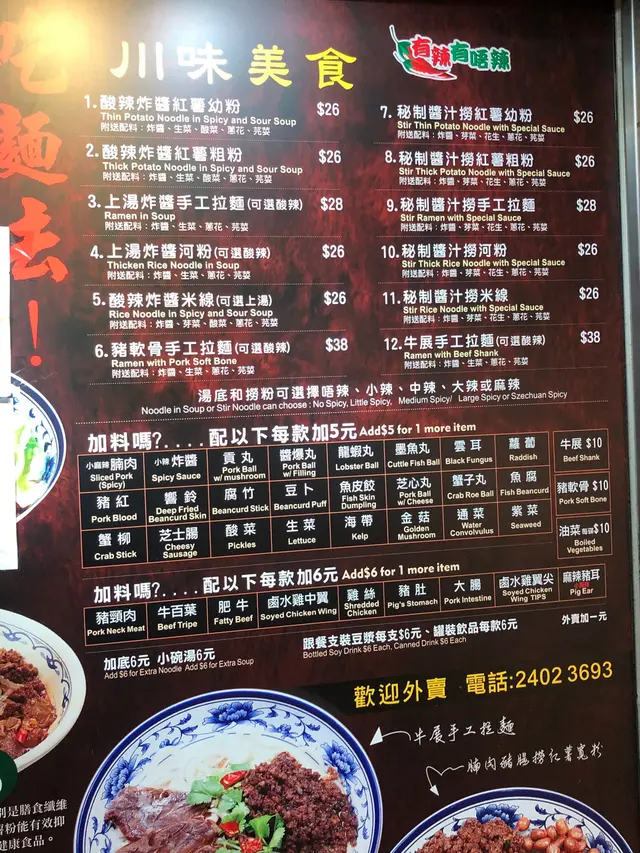 吃麵去！
川味美食
有辣有唔辣
1. 酸辣炸醬紅薯幼粉 $26
Thin Potato Noodle in Spicy and Sour Soup
附送配料：炸醬、生菜、酸菜、蔥花、芫荽
2. 酸辣炸醬紅薯粗粉 $26
Thick Potato Noodle in Spicy and Sour Soup
附送配料：炸醬、生菜、酸菜、蔥花、芫荽
3. 上湯炸醬手工拉麵(可選酸辣) $28
Ramen in Soup
附送配料：炸醬、生菜、蔥花、芫荽
4. 上湯炸醬河粉(可選酸辣) $26
Thicken Rice Noodle in Soup
附送配料：炸醬、生菜、蔥花、芫荽
5. 酸辣炸醬米線(可選上湯) $26
Rice Noodle in Spicy and Sour Soup
附送配料：炸醬、芽菜、酸菜、蔥花、芫荽
6. 豬軟骨手工拉麵(可選酸辣) $38
Ramen with Pork Soft Bone
附送配料：炸醬、生菜、蔥花、芫荽
7. 秘制醬汁撈紅薯幼粉 $26
Stir Thin Potato Noodle with Special Sauce
附送配料：炸醬、芽菜、花生、蔥花、芫荽
8. 秘制醬汁撈紅薯粗粉 $26
Stir Thick Potato Noodle with Special Sauce
附送配料：炸醬、芽菜、花生、蔥花、芫荽
9. 秘制醬汁撈手工拉麵 $28
Stir Ramen with Special Sauce
附送配料：炸醬、芽菜、花生、蔥花、芫荽
10. 秘制醬汁撈河粉 $26
Stir Thick Rice Noodle with Special Sauce
附送配料：炸醬、芽菜、花生、蔥花、芫荽
11. 秘制醬汁撈米線 $26
Stir Rice Noodle with Special Sauce
附送配料：炸醬、芽菜、花生、蔥花、芫荽
12. 牛展手工拉麵(可選酸辣) $38
Ramen with Beef Shank
附送配料：炸醬、生菜、蔥花、芫荽
湯底和撈粉可選擇唔辣、小辣、中辣、大辣或麻辣
Noodle in Soup or Stir Noodle can choose : No Spicy, Little Spicy, Medium Spicy/ Large Spicy or Szechuan Spicy
加料嗎?....配以下每款加5元 Add$5 for 1 more item
小麻辣 腩肉 小辣 炸醬 貢丸 醬爆丸 龍蝦丸 墨魚丸 雲耳 蘿蔔
Sliced Pork (Spicy) Spicy Sauce Pork Ball w/ mushroom Pork Ball w/ Filling Lobster Ball Cuttle Fish Ball Black Fungus Raddish
豬紅 響鈴 腐竹 豆卜 魚皮餃 芝心丸 蟹子丸 魚腐
Pork Blood Deep Fried Beancurd Skin Beancurd Stick Beancurd Puff Fish Skin Dumpling Pork Ball w/ Cheese Crab Roe Ball Fish Beancurd
蟹柳 芝士腸 酸菜 生菜 海帶 金菇 通菜 紫菜
Crab Stick Cheesy Sausage Pickles Lettuce Kelp Golden Mushroom Water Convolvulus Seaweed
牛展 $10
Beef Shank
豬軟骨 $10
Pork Soft Bone
油菜 每碟 $10
Boiled Vegetables
加料嗎?....配以下每款加6元 Add$6 for 1 more item
豬頸肉 牛百葉 肥牛 鹵水雞中翼 雞絲 豬肚 大腸 鹵水雞翼尖 麻辣豬耳
Pork Neck Meat Beef Tripe Fatty Beef Soyed Chicken Wing Shredded Chicken Pig's Stomach Pork Intestine Soyed Chicken Wing TIPS Pig Ear
加底6元 小碗湯6元
Add $6 for Extra Noodle Add $6 for Extra Soup
跟餐支裝豆漿每支$6元、罐裝飲品每款6元
Bottled Soy Drink $6 Each, Canned Drink $6 Each
外賣加一元
歡迎外賣 電話:2402 3693
牛展手工拉麵
腩肉豬腸撈紅薯寬粉
別是膳食纖維
粉能有效抑
健康食品。